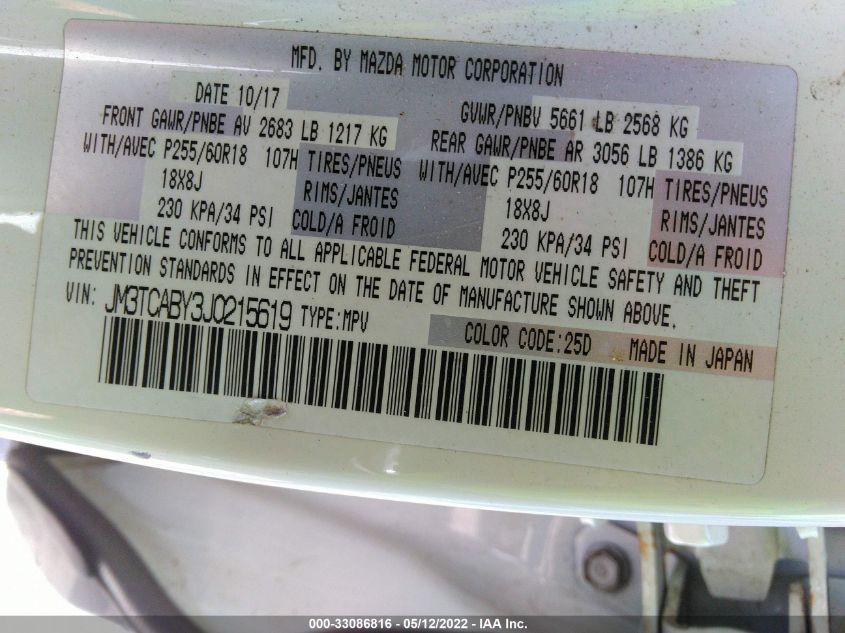 MFD. BY MAZDA MOTOR CORPORATION
DATE 10/17 GVWR/PNBV 5661 LB 2568 KG
FRONT GAWR/PNBE AV 2683 LB 1217 KG REAR GAWR/PNBE AR 3056 LB 1386 KG
WITH/AVEC P255/60R18 107H TIRES/PNEUS WITH/AVEC P255/60R18 107H TIRES/PNEUS
18X8J RIMS/JANTES 18X8J RIMS/JANTES
230 KPA/34 PSI COLD/A FROID 230 KPA/34 PSI COLD/A FROID
THIS VEHICLE CONFORMS TO ALL APPLICABLE FEDERAL MOTOR VEHICLE SAFETY AND THEFT
PREVENTION STANDARDS IN EFFECT ON THE DATE OF MANUFACTURE SHOWN ABOVE.
VIN: JM3TCABY3J0215619 TYPE:MPV COLOR CODE:25D MADE IN JAPAN
000-33086816 - 05/12/2022 - IAA Inc.